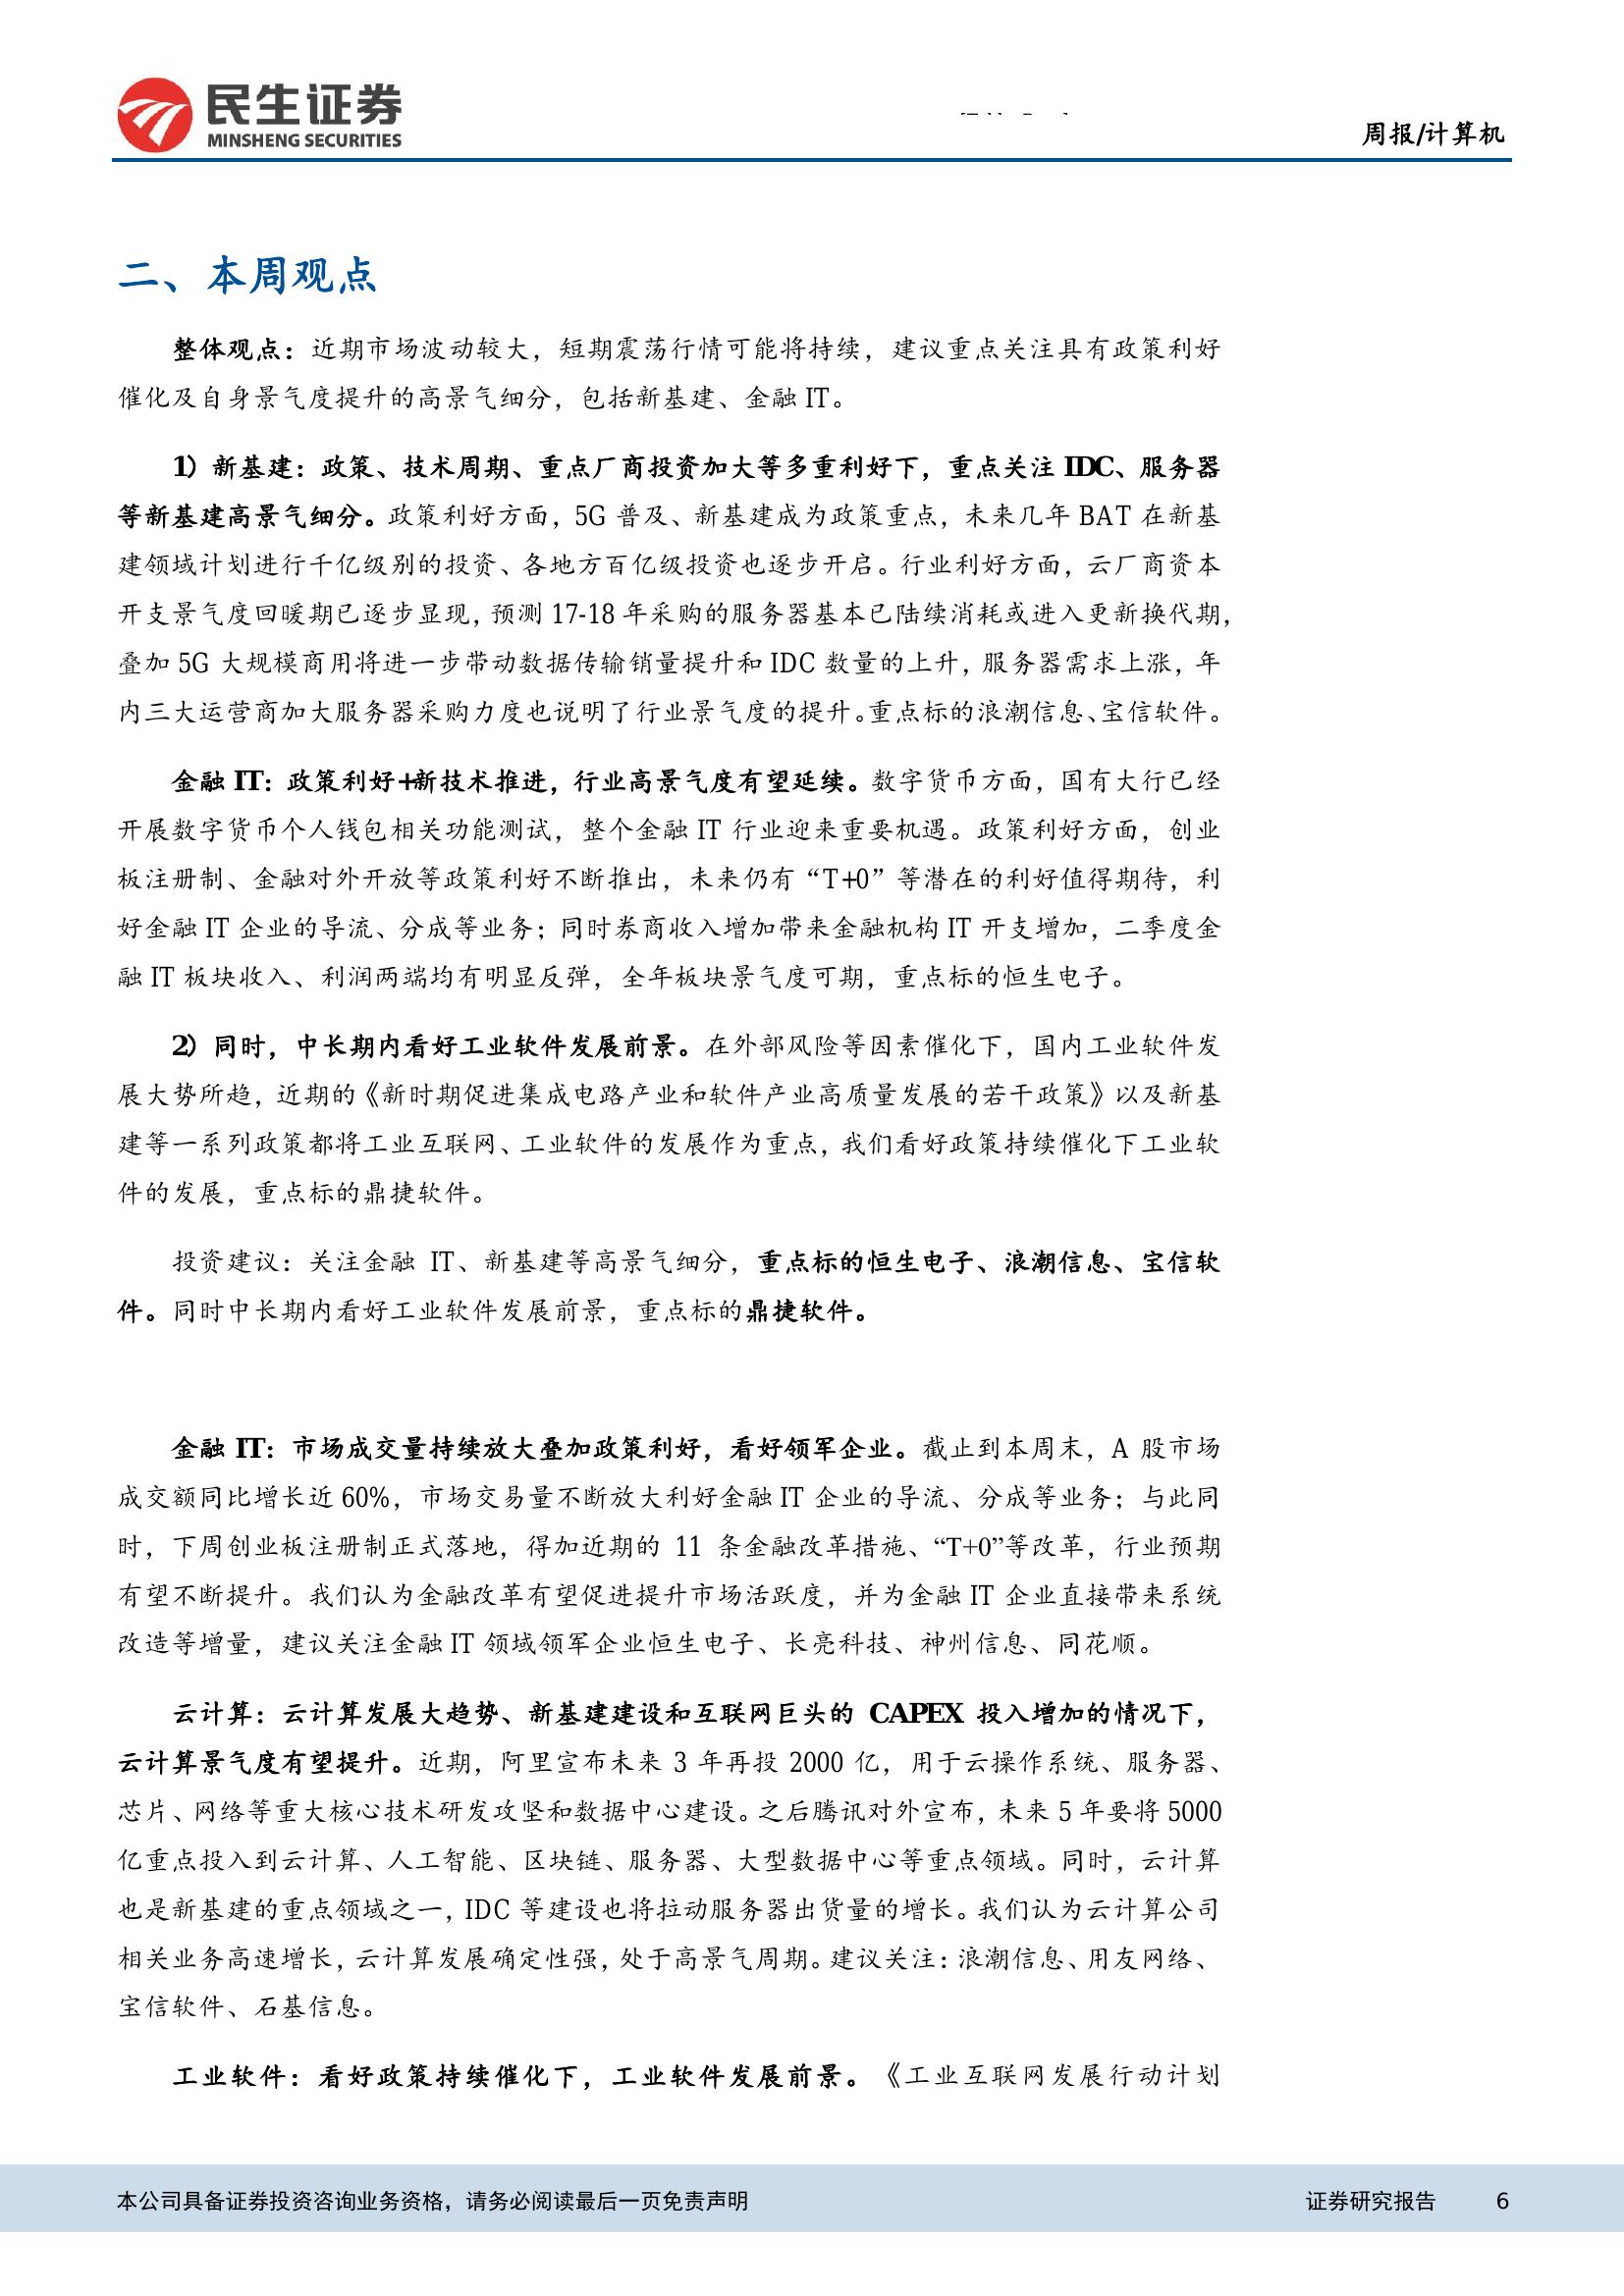 民生证券
MINSHENG SECURITIES
周报/计算机
二、本周观点
整体观点：近期市场波动较大，短期震荡行情可能将持续，建议重点关注具有政策利好
催化及自身景气度提升的高景气细分，包括新基建、金融 IT。
1）新基建：政策、技术周期、重点厂商投资加大等多重利好下，重点关注 IDC、服务器
等新基建高景气细分。政策利好方面，5G 普及、新基建成为政策重点，未来几年 BAT 在新基
建领域计划进行千亿级别的投资、各地方百亿级投资也逐步开启。行业利好方面，云厂商资本
开支景气度回暖期已逐步显现，预测 17-18 年采购的服务器基本已陆续消耗或进入更新换代期，
叠加 5G 大规模商用将进一步带动数据传输销量提升和 IDC 数量的上升，服务器需求上涨，年
内三大运营商加大服务器采购力度也说明了行业景气度的提升。重点标的浪潮信息、宝信软件。
金融 IT：政策利好+新技术推进，行业高景气度有望延续。数字货币方面，国有大行已经
开展数字货币个人钱包相关功能测试，整个金融 IT 行业迎来重要机遇。政策利好方面，创业
板注册制、金融对外开放等政策利好不断推出，未来仍有“T+0”等潜在的利好值得期待，利
好金融 IT 企业的导流、分成等业务；同时券商收入增加带来金融机构 IT 开支增加，二季度金
融 IT 板块收入、利润两端均有明显反弹，全年板块景气度可期，重点标的恒生电子。
2）同时，中长期内看好工业软件发展前景。在外部风险等因素催化下，国内工业软件发
展大势所趋，近期的《新时期促进集成电路产业和软件产业高质量发展的若干政策》以及新基
建等一系列政策都将工业互联网、工业软件的发展作为重点，我们看好政策持续催化下工业软
件的发展，重点标的鼎捷软件。
投资建议：关注金融 IT、新基建等高景气细分，重点标的恒生电子、浪潮信息、宝信软
件。同时中长期内看好工业软件发展前景，重点标的鼎捷软件。
金融 IT：市场成交量持续放大叠加政策利好，看好领军企业。截止到本周末，A 股市场
成交额同比增长近 60%，市场交易量不断放大利好金融 IT 企业的导流、分成等业务；与此同
时，下周创业板注册制正式落地，得加近期的 11 条金融改革措施、“T+0”等改革，行业预期
有望不断提升。我们认为金融改革有望促进提升市场活跃度，并为金融 IT 企业直接带来系统
改造等增量，建议关注金融 IT 领域领军企业恒生电子、长亮科技、神州信息、同花顺。
云计算：云计算发展大趋势、新基建建设和互联网巨头的 CAPEX 投入增加的情况下，
云计算景气度有望提升。近期，阿里宣布未来 3 年再投 2000 亿，用于云操作系统、服务器、
芯片、网络等重大核心技术研发攻坚和数据中心建设。之后腾讯对外宣布，未来 5 年要将 5000
亿重点投入到云计算、人工智能、区块链、服务器、大型数据中心等重点领域。同时，云计算
也是新基建的重点领域之一，IDC 等建设也将拉动服务器出货量的增长。我们认为云计算公司
相关业务高速增长，云计算发展确定性强，处于高景气周期。建议关注：浪潮信息、用友网络、
宝信软件、石基信息。
工业软件：看好政策持续催化下，工业软件发展前景。《工业互联网发展行动计划
本公司具备证券投资咨询业务资格，请务必阅读最后一页免责声明
证券研究报告 6